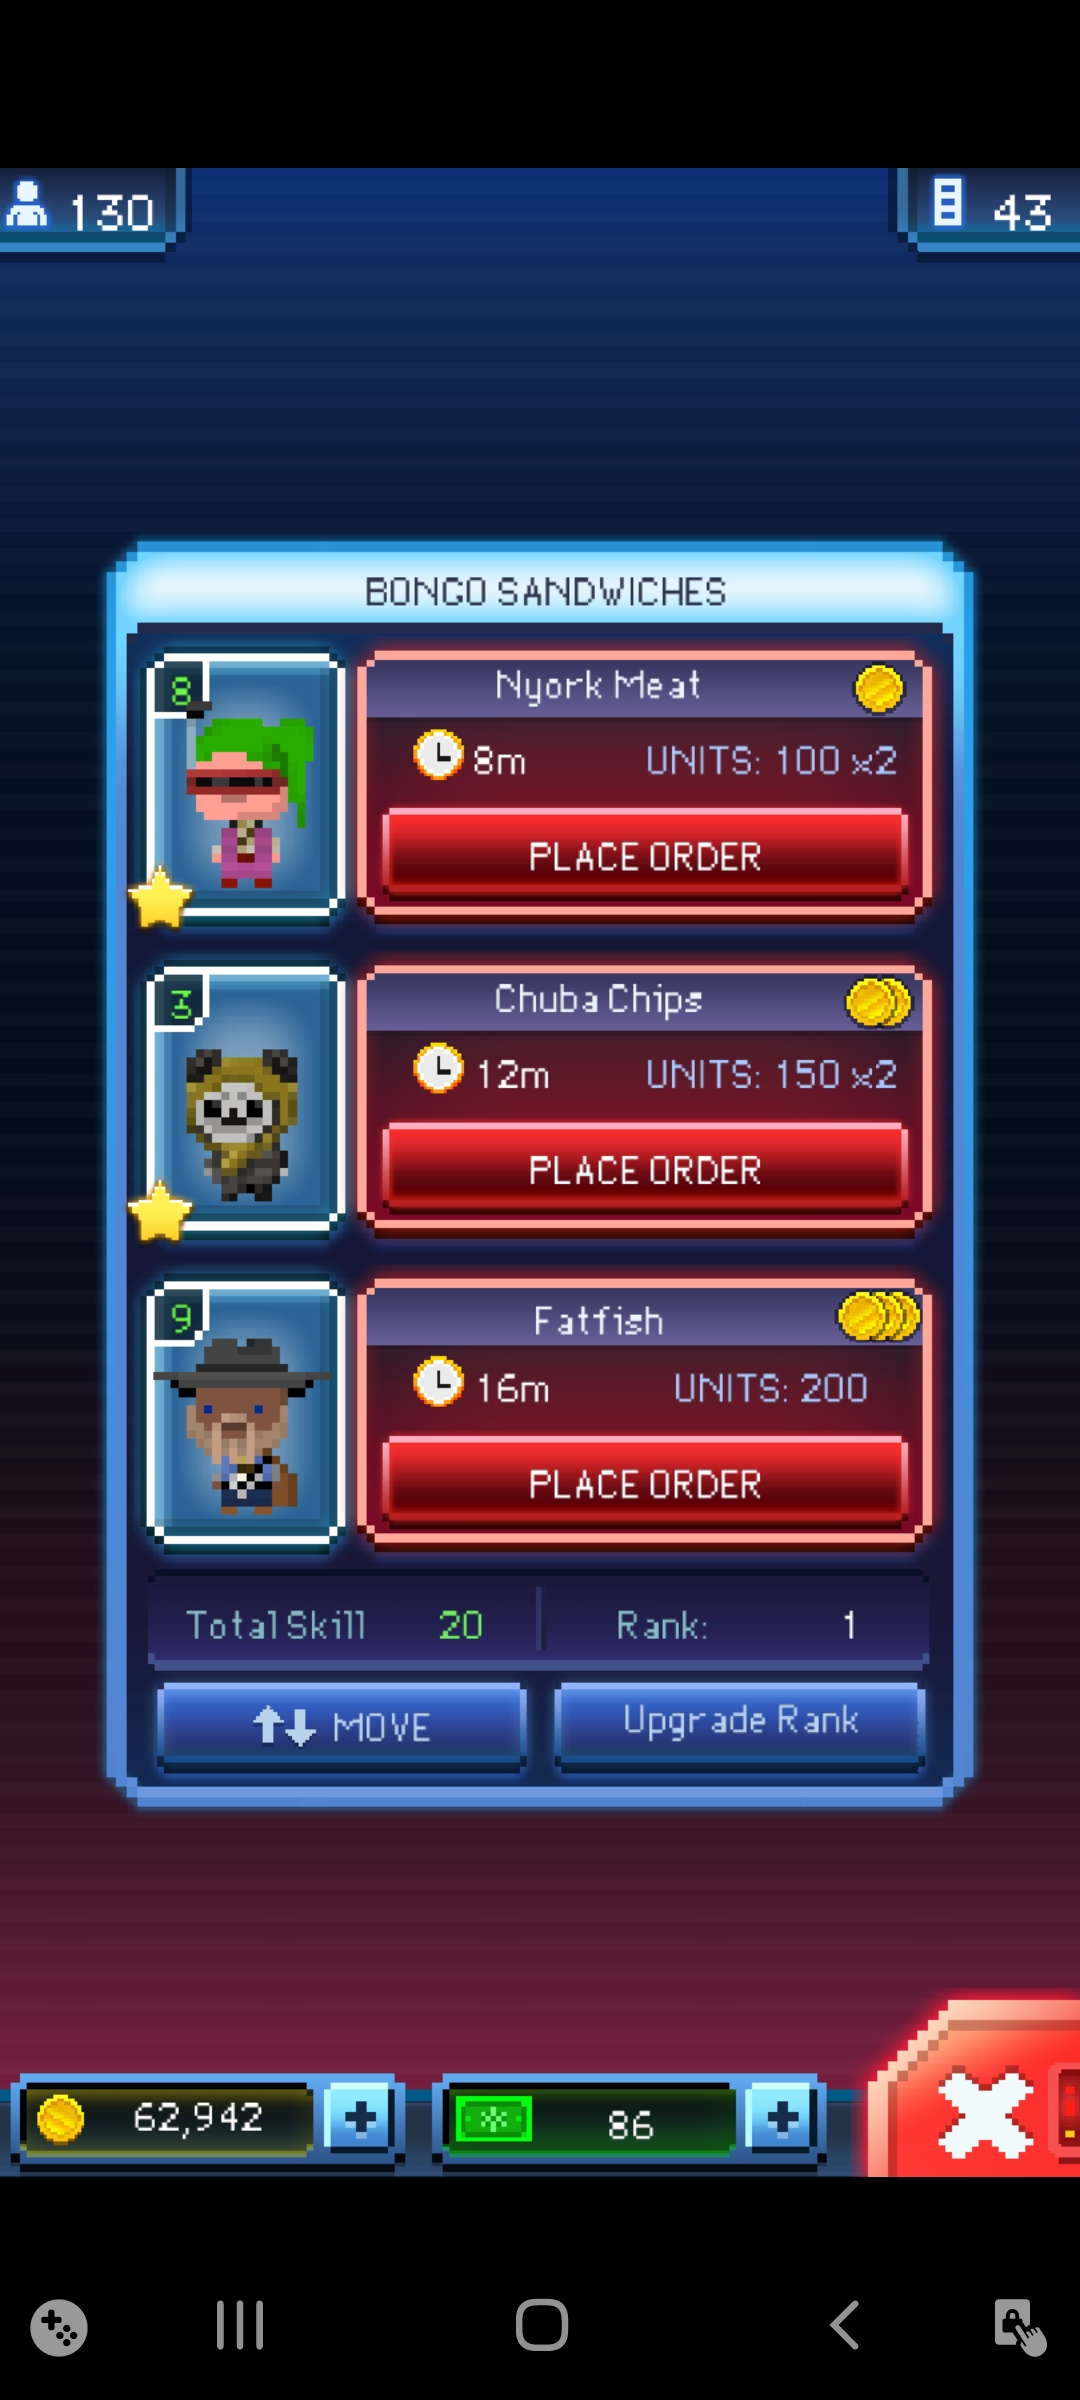 130
43
BONGO SANDWICHES
8
Nyork Meat
8m UNITS: 100 x2
PLACE ORDER
3
Chuba Chips
12m UNITS: 150 x2
PLACE ORDER
9
Fatfish
16m UNITS: 200
PLACE ORDER
Total Skill 20 Rank: 1
MOVE Upgrade Rank
62,942 86